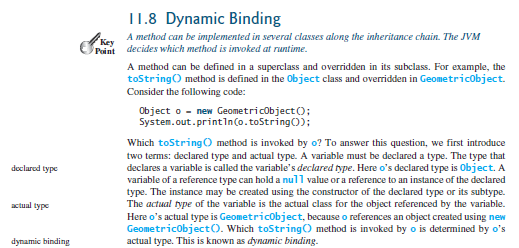 11.8 Dynamic Binding
Key
Point
A method can be implemented in several classes along the inheritance chain. The JVM
decides which method is invoked at runtime.
A method can be defined in a superclass and overridden in its subclass. For example, the
toString() method is defined in the Object class and overridden in GeometricObject.
Consider the following code:
Object o = new GeometricObject();
System.out.println(o.toString());
Which toString() method is invoked by o? To answer this question, we first introduce
two terms: declared type and actual type. A variable must be declared a type. The type that
declared type
declares a variable is called the variable's declared type. Here o's declared type is Object. A
variable of a reference type can hold a null value or a reference to an instance of the declared
type. The instance may be created using the constructor of the declared type or its subtype.
actual type
The actual type of the variable is the actual class for the object referenced by the variable.
Here o's actual type is GeometricObject, because o references an object created using new
GeometricObject(). Which toString() method is invoked by o is determined by o's
dynamic binding
actual type. This is known as dynamic binding.